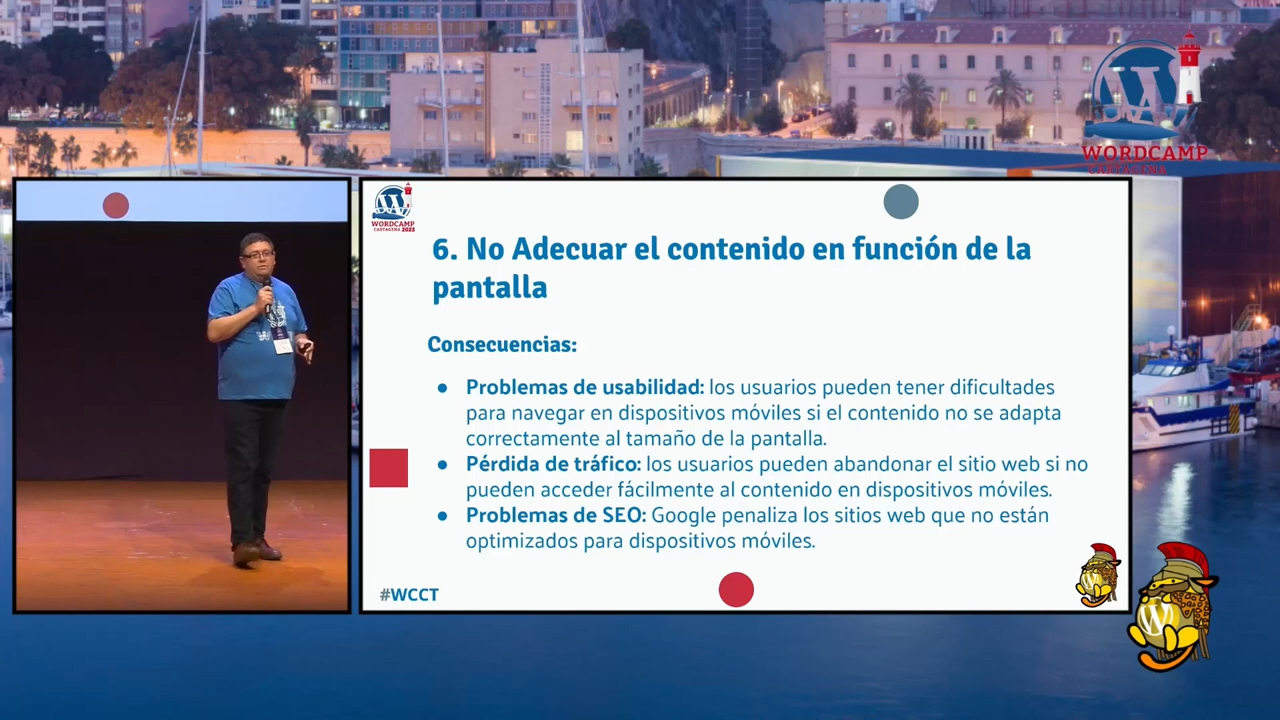 WORDCAMP
CARTAGENA
WORDCAMP
CARTAGENA 2023
6. No Adecuar el contenido en función de la
pantalla
Consecuencias:
● Problemas de usabilidad: los usuarios pueden tener dificultades
para navegar en dispositivos móviles si el contenido no se adapta
correctamente al tamaño de la pantalla.
● Pérdida de tráfico: los usuarios pueden abandonar el sitio web si no
pueden acceder fácilmente al contenido en dispositivos móviles.
● Problemas de SEO: Google penaliza los sitios web que no están
optimizados para dispositivos móviles.
#WCCT